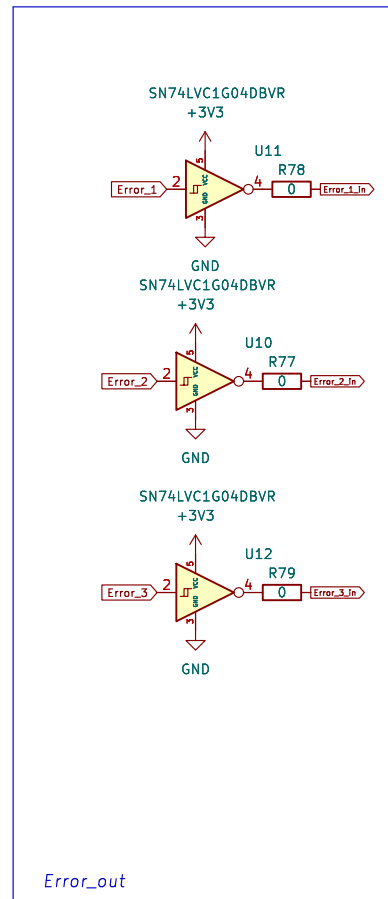 SN74LVC1G04DBVR
+3V3
U11
5
VCC
R78
Error_1
2
4
0
Error_1_in
GND
3
GND
SN74LVC1G04DBVR
+3V3
U10
5
VCC
R77
Error_2
2
4
0
Error_2_in
GND
3
GND
SN74LVC1G04DBVR
+3V3
U12
5
VCC
R79
Error_3
2
4
0
Error_3_in
GND
3
GND
Error_out